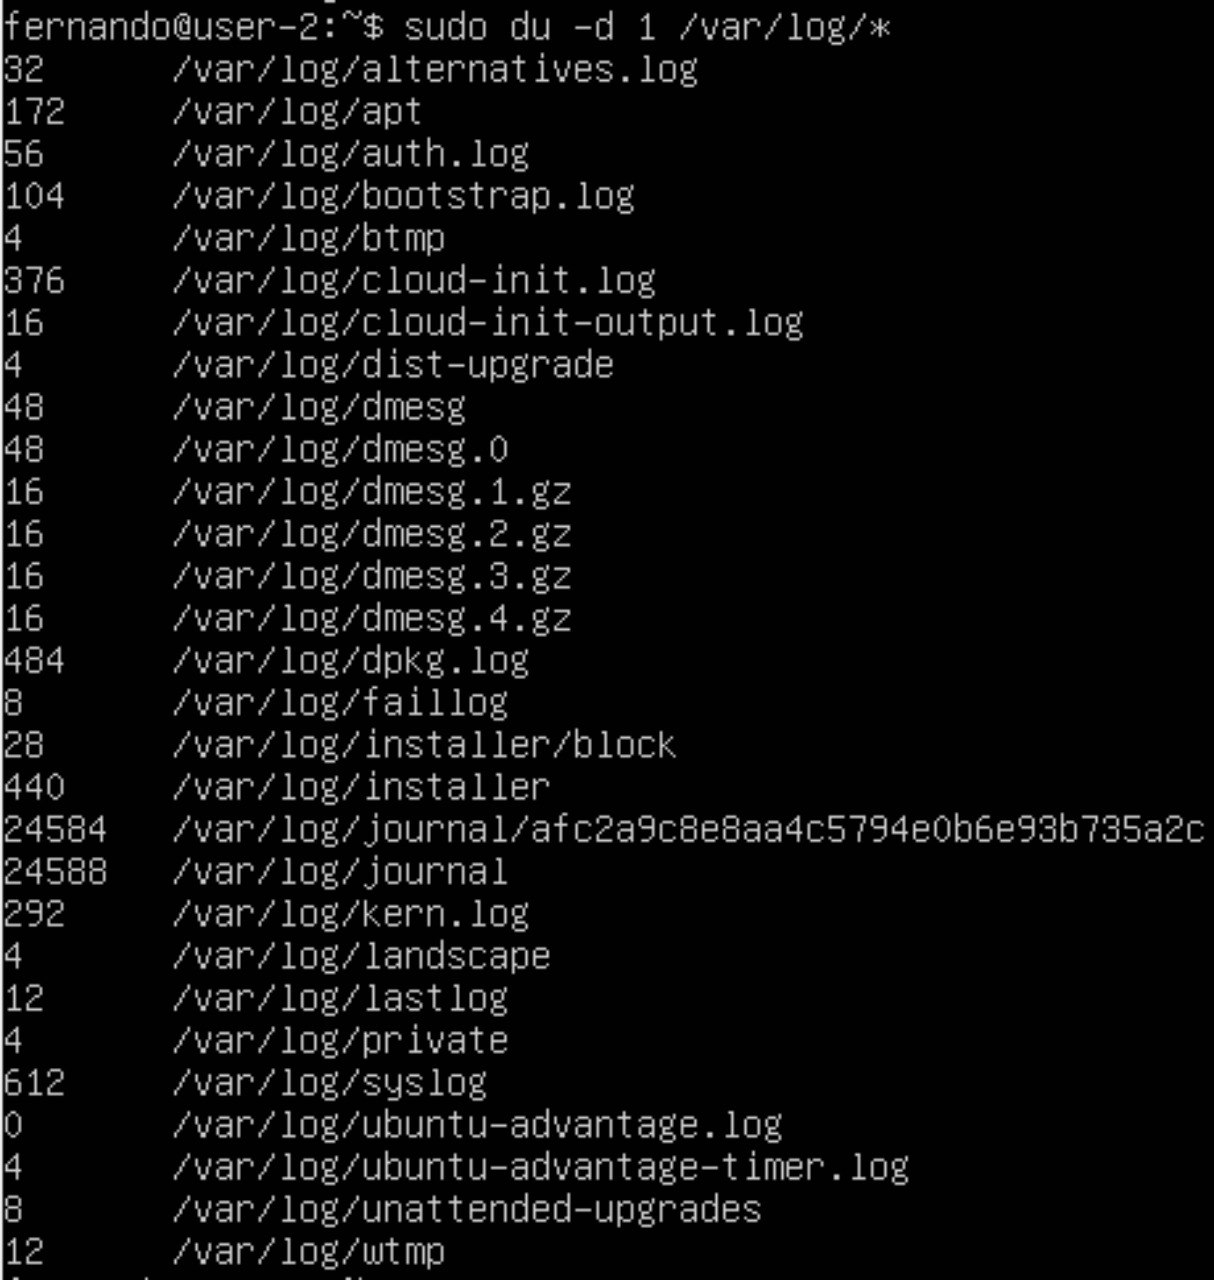 fernando@user-2:~$ sudo du -d 1 /var/log/*
32	/var/log/alternatives.log
172	/var/log/apt
56	/var/log/auth.log
104	/var/log/bootstrap.log
4	/var/log/btmp
376	/var/log/cloud-init.log
16	/var/log/cloud-init-output.log
4	/var/log/dist-upgrade
48	/var/log/dmesg
48	/var/log/dmesg.0
16	/var/log/dmesg.1.gz
16	/var/log/dmesg.2.gz
16	/var/log/dmesg.3.gz
16	/var/log/dmesg.4.gz
484	/var/log/dpkg.log
8	/var/log/faillog
28	/var/log/installer/block
440	/var/log/installer
24584	/var/log/journal/afc2a9c8e8aa4c5794e0b6e93b735a2c
24588	/var/log/journal
292	/var/log/kern.log
4	/var/log/landscape
12	/var/log/lastlog
4	/var/log/private
612	/var/log/syslog
0	/var/log/ubuntu-advantage.log
4	/var/log/ubuntu-advantage-timer.log
8	/var/log/unattended-upgrades
12	/var/log/wtmp